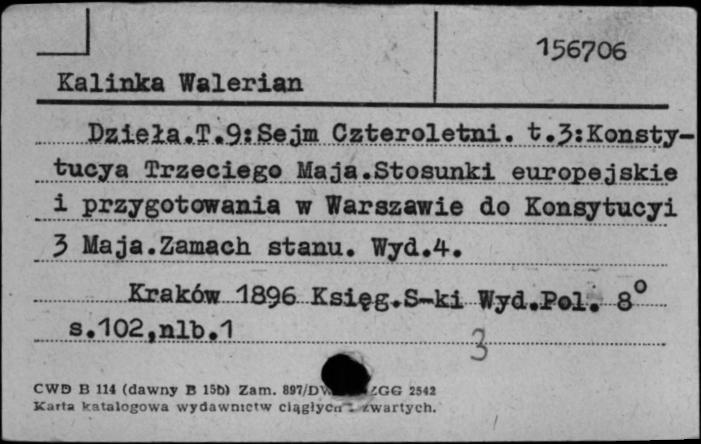 156706
Kalinka Walerian
Dzieła.T.9:Sejm Czteroletni. t.3:Konsty-
tucya Trzeciego Maja.Stosunki europejskie
i przygotowania w Warszawie do Konsytucyi
3 Maja.Zamach stanu. Wyd.4.
Kraków 1896 Księg.S-ki Wyd.Pol. 8°
s.102,nlb.1
3
CWD B 114 (dawny B 15b) Zam. 897/ ZGG 2542
Karta katalogowa wydawnictw ciągłych zwartych.